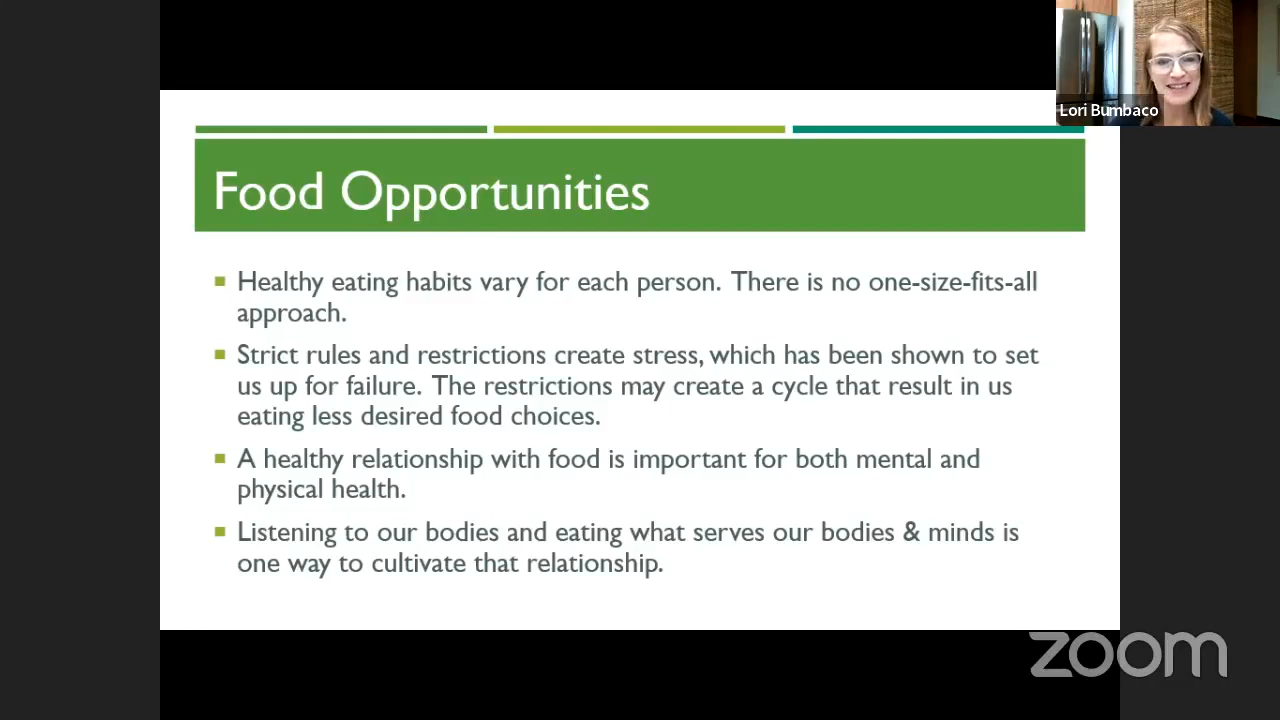 Lori Bumbaco
Food Opportunities
Healthy eating habits vary for each person. There is no one-size-fits-all
approach.
Strict rules and restrictions create stress, which has been shown to set
us up for failure. The restrictions may create a cycle that result in us
eating less desired food choices.
A healthy relationship with food is important for both mental and
physical health.
Listening to our bodies and eating what serves our bodies & minds is
one way to cultivate that relationship.
zoom